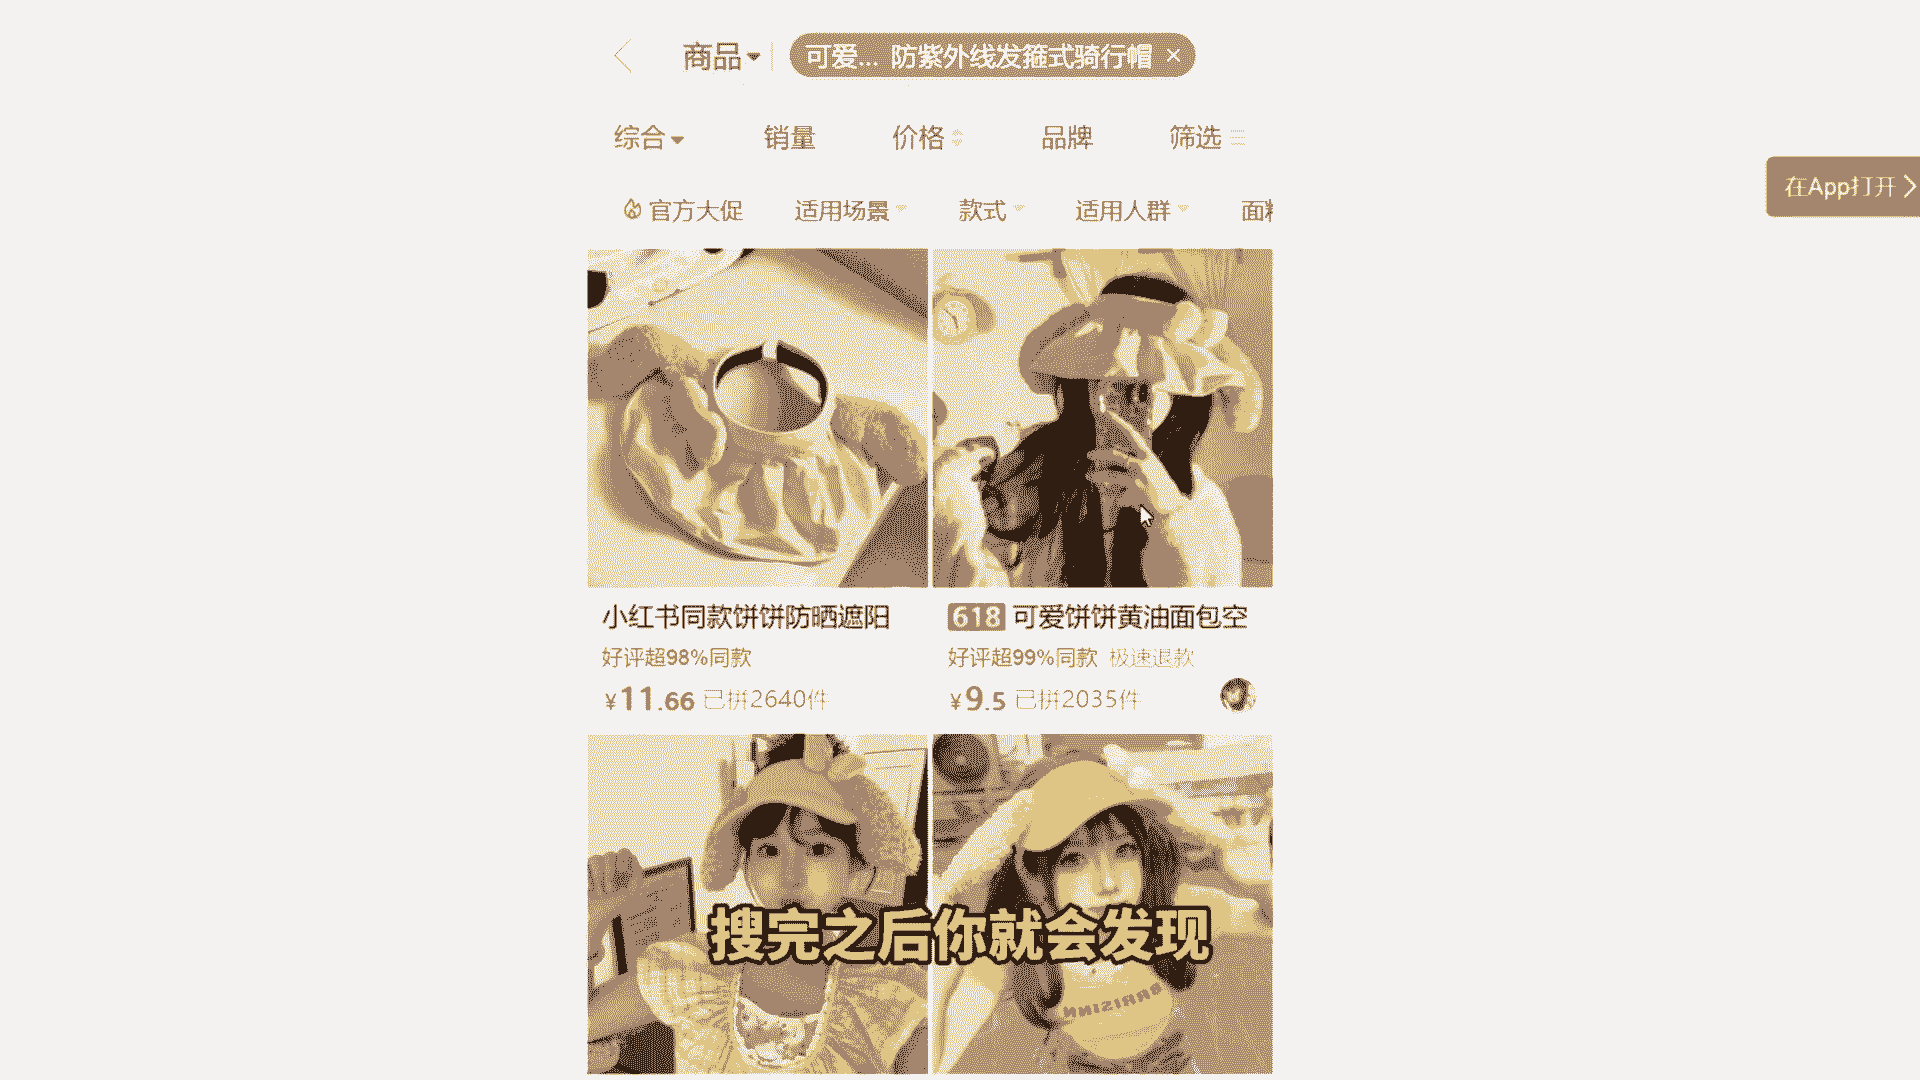 商品
可爱... 防紫外线发箍式骑行帽 ×
综合 销量 价格 品牌 筛选
在App打开
官方大促 适用场景 款式 适用人群
小红书同款饼饼防晒遮阳
好评超98%同款
¥11.66 已拼2640件
618 可爱饼饼黄油面包空
好评超99%同款 极速退款
¥9.5 已拼2035件
搜完之后你就会发现